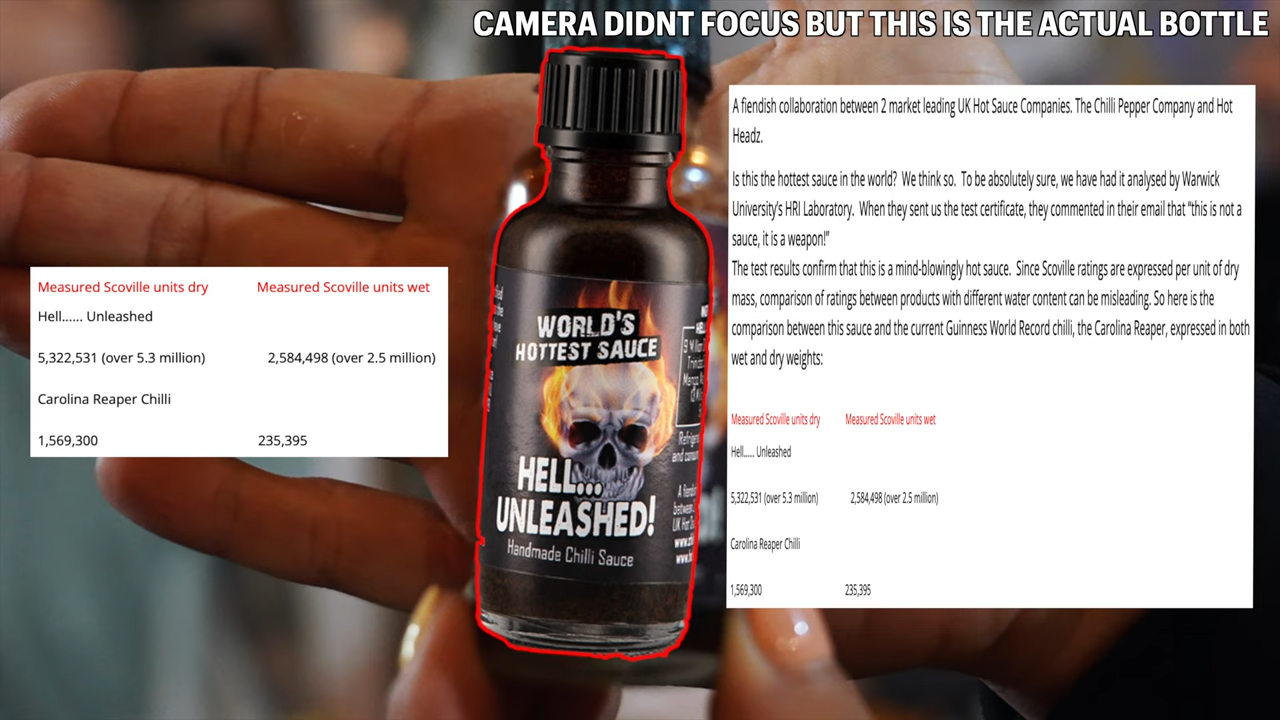 CAMERA DIDNT FOCUS BUT THIS IS THE ACTUAL BOTTLE
Measured Scoville units dry Measured Scoville units wet
Hell...... Unleashed
5,322,531 (over 5.3 million) 2,584,498 (over 2.5 million)
Carolina Reaper Chilli
1,569,300 235,395
WORLD'S
HOTTEST SAUCE
HELL...
UNLEASHED!
Handmade Chilli Sauce
A fiendish collaboration between 2 market leading UK Hot Sauce Companies. The Chilli Pepper Company and Hot
Headz.
Is this the hottest sauce in the world? We think so. To be absolutely sure, we have had it analysed by Warwick
University's HRI Laboratory. When they sent us the test certificate, they commented in their email that "this is not a
sauce, it is a weapon!"
The test results confirm that this is a mind-blowingly hot sauce. Since Scoville ratings are expressed per unit of dry
mass, comparison of ratings between products with different water content can be misleading. So here is the
comparison between this sauce and the current Guinness World Record chilli, the Carolina Reaper, expressed in both
wet and dry weights:
Measured Scoville units dry Measured Scoville units wet
Hell...... Unleashed
5,322,531 (over 5.3 million) 2,584,498 (over 2.5 million)
Carolina Reaper Chilli
1,569,300 235,395